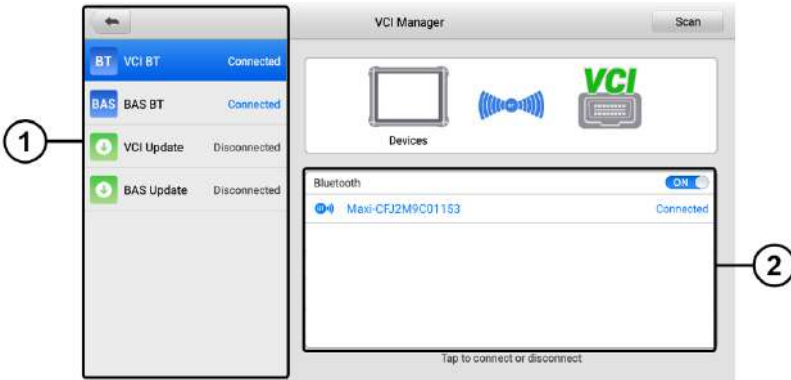 VCI Manager
Scan
BT VCI BT Connected
BAS BAS BT Connected
VCI Update Disconnected
BAS Update Disconnected
VCI
Devices
Bluetooth ON
Maxi-CFJ2M9C01153 Connected
Tap to connect or disconnect
1
2